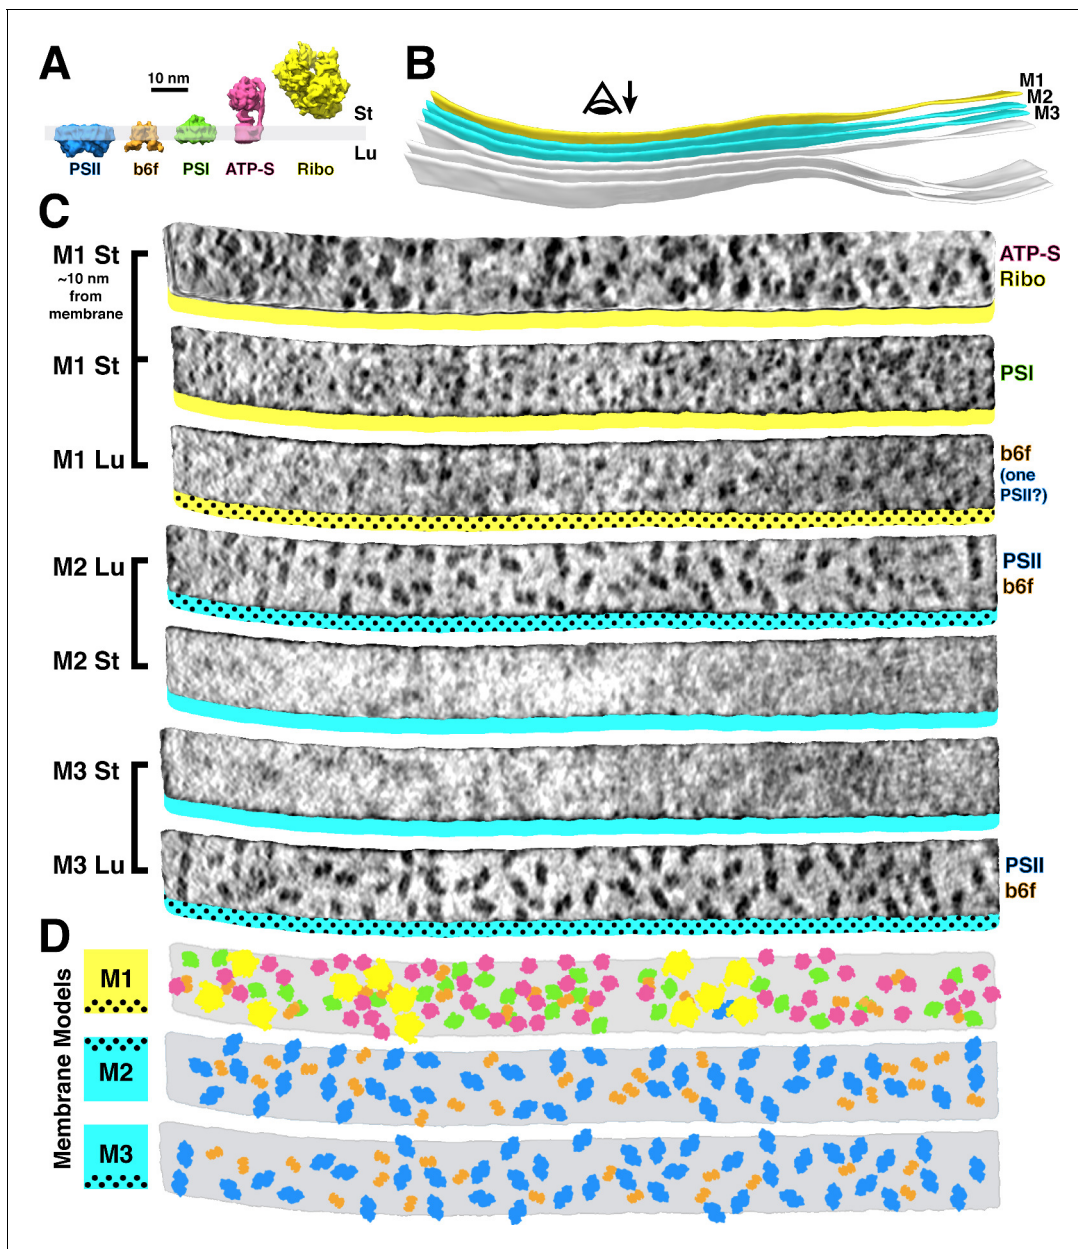 A
10 nm
St
Lu
PSII
b6f
PSI
ATP-S
Ribo
B
M1
M2
M3
C
M1 St
~10 nm
from
membrane
ATP-S
Ribo
M1 St
PSI
M1 Lu
b6f
(one
PSII?)
M2 Lu
PSII
b6f
M2 St
M3 St
M3 Lu
PSII
b6f
D
Membrane Models
M1
M2
M3